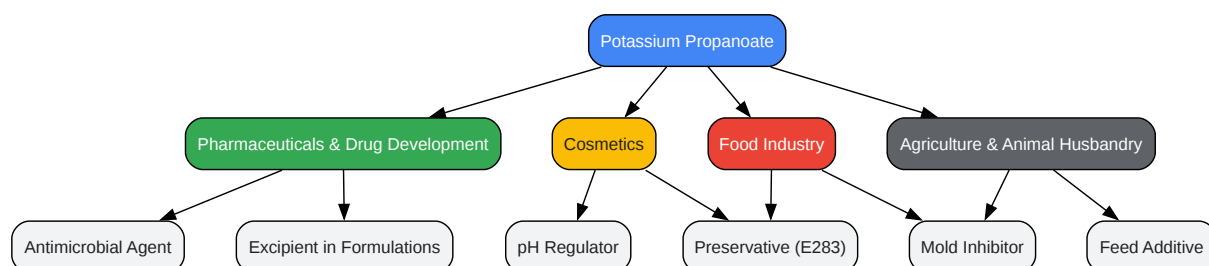 Potassium Propanoate
Pharmaceuticals & Drug Development
Cosmetics
Food Industry
Agriculture & Animal Husbandry
Antimicrobial Agent
Excipient in Formulations
pH Regulator
Preservative (E283)
Mold Inhibitor
Feed Additive